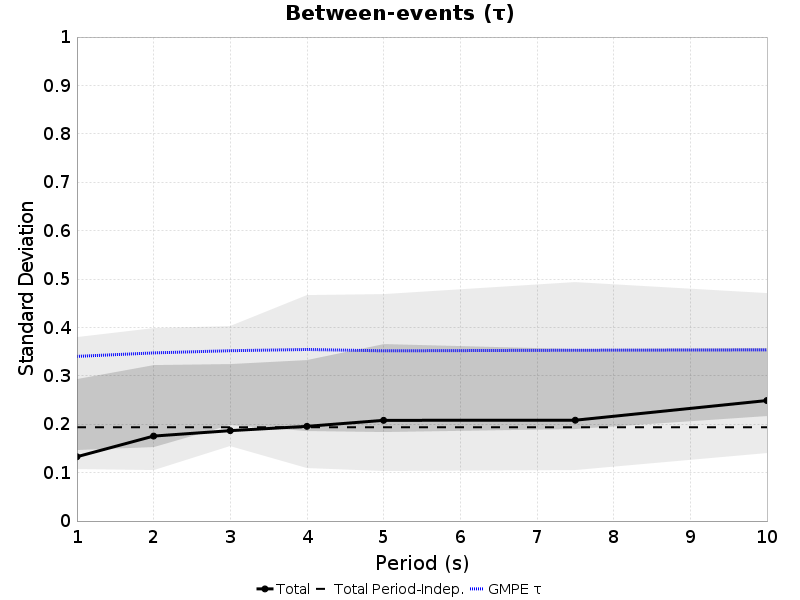 Between-events (τ)
Standard Deviation
1
0.9
0.8
0.7
0.6
0.5
0.4
0.3
0.2
0.1
0
1 2 3 4 5 6 7 8 9 10
Period (s)
Total Total Period-Indep. GMPE τ